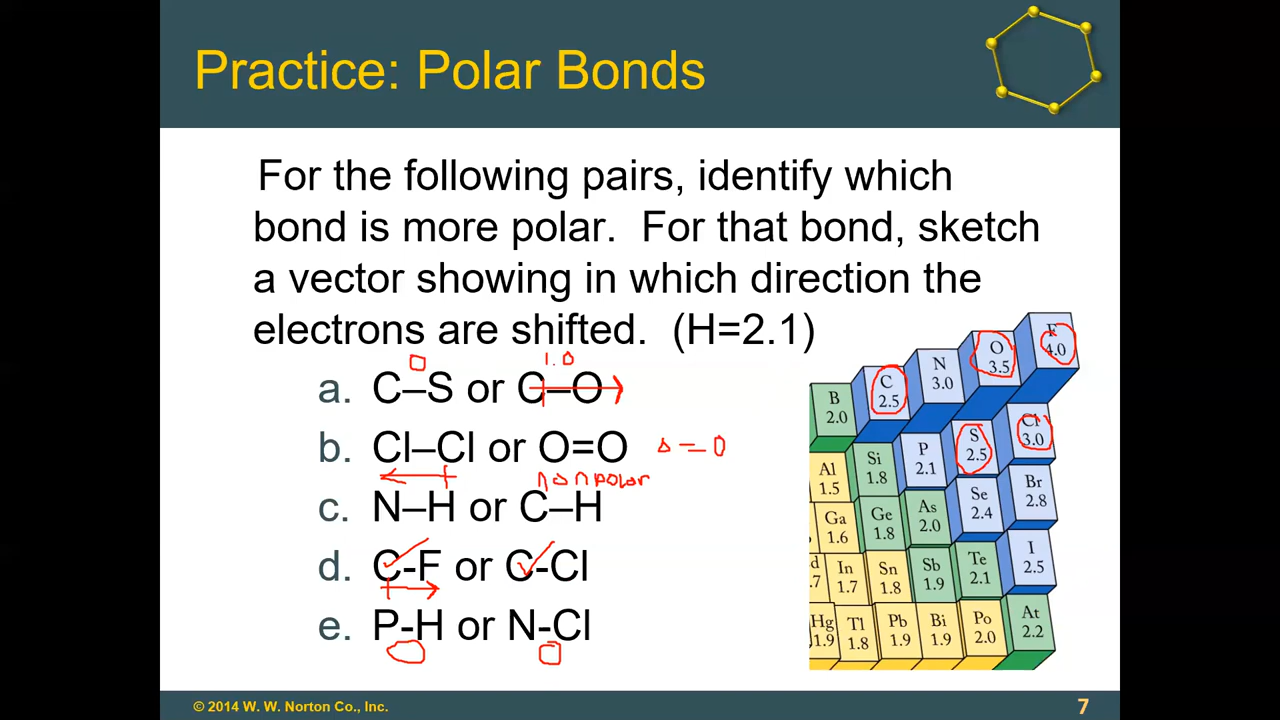 Practice: Polar Bonds
For the following pairs, identify which
bond is more polar. For that bond, sketch
a vector showing in which direction the
electrons are shifted. (H=2.1)
0 1.0
a. C–S or C–O
b. Cl–Cl or O=O Δ = 0
nonpolar
c. N–H or C–H
d. C-F or C-Cl
e. P-H or N-Cl
0 0
B 2.0
C 2.5
N 3.0
O 3.5
F 4.0
Al 1.5
Si 1.8
P 2.1
S 2.5
Cl 3.0
Ga 1.6
Ge 1.8
As 2.0
Se 2.4
Br 2.8
d .7
In 1.7
Sn 1.8
Sb 1.9
Te 2.1
I 2.5
Hg 1.9
Tl 1.8
Pb 1.9
Bi 1.9
Po 2.0
At 2.2
© 2014 W. W. Norton Co., Inc.
7